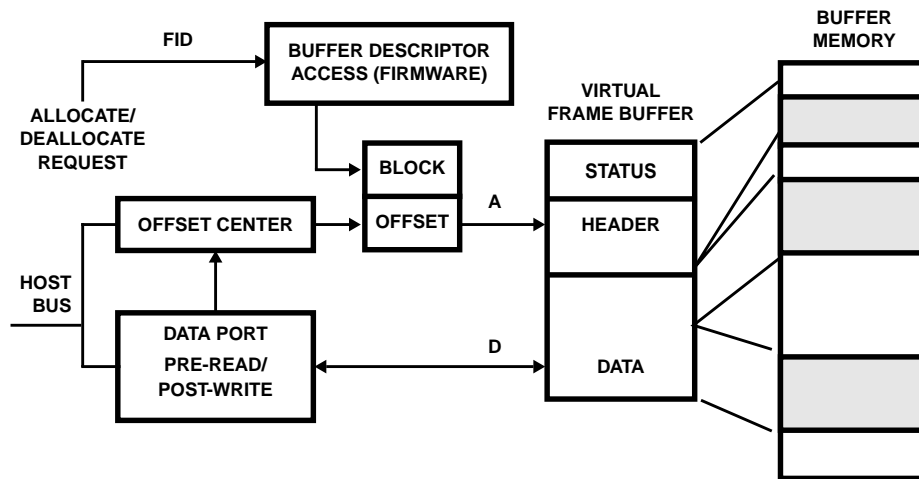 BUFFER
MEMORY
FID
BUFFER DESCRIPTOR
ACCESS (FIRMWARE)
VIRTUAL
FRAME BUFFER
ALLOCATE/
DEALLOCATE
REQUEST
BLOCK
STATUS
OFFSET CENTER
OFFSET
A
HEADER
HOST
BUS
DATA PORT
PRE-READ/
POST-WRITE
D
DATA